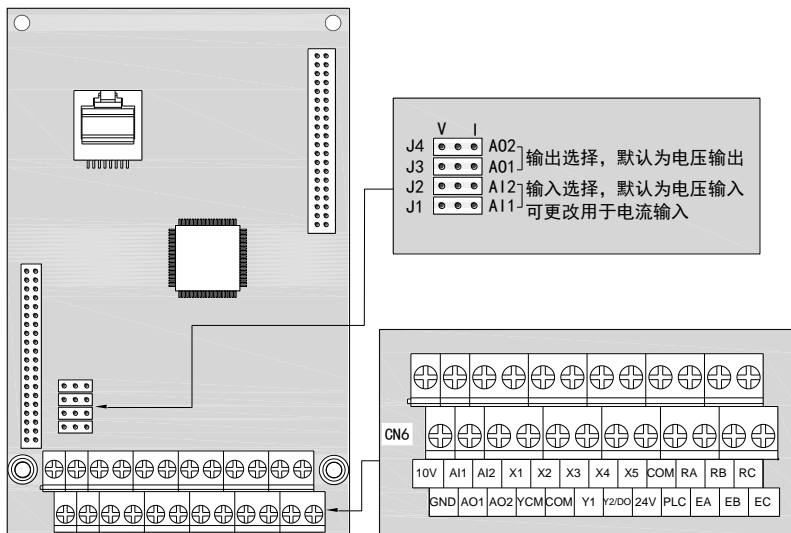 V I
J4 AO2 输出选择，默认为电压输出
J3 AO1
J2 AI2 输入选择，默认为电压输入
J1 AI1 可更改用于电流输入
CN6
10V AI1 AI2 X1 X2 X3 X4 X5 COM RA RB RC
GND AO1 AO2 YCM COM Y1 Y2/DO 24V PLC EA EB EC